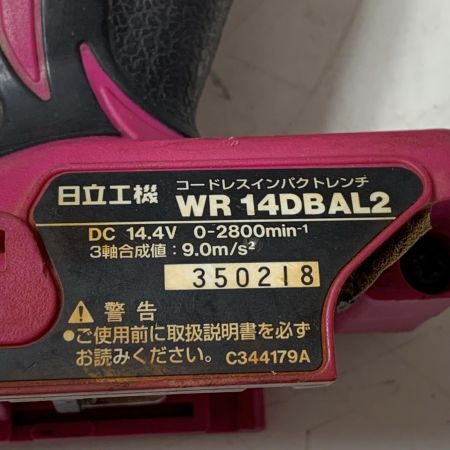 日立工機 コードレスインパクトレンチ
WR 14DBAL2
DC 14.4V 0-2800min⁻¹
3軸合成値：9.0m/s²
350218
⚠ 警告
●ご使用前に取扱説明書を必ず
お読みください。 C344179A